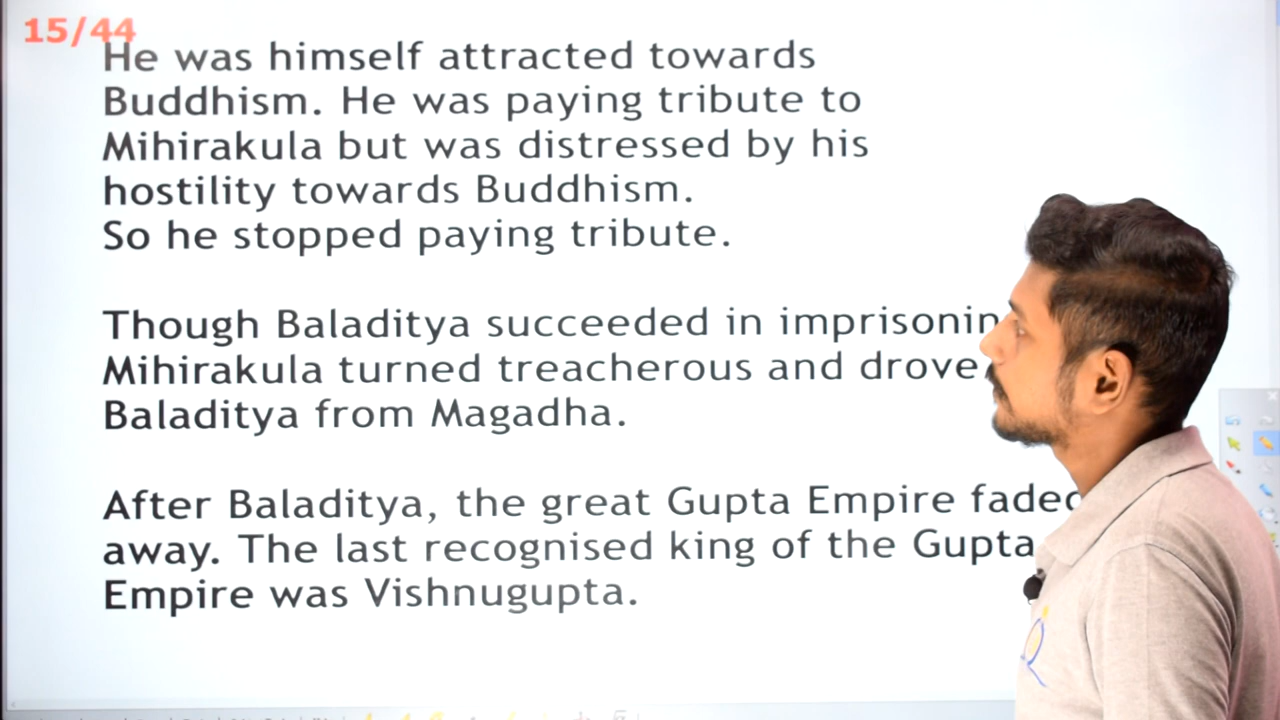 15/44
He was himself attracted towards
Buddhism. He was paying tribute to
Mihirakula but was distressed by his
hostility towards Buddhism.
So he stopped paying tribute.
Though Baladitya succeeded in
Mihirakula turned treacherous and drove
Baladitya from Magadha.
After Baladitya, the great Gupta Empire faded
away. The last recognised king of the Gupta
Empire was Vishnugupta.